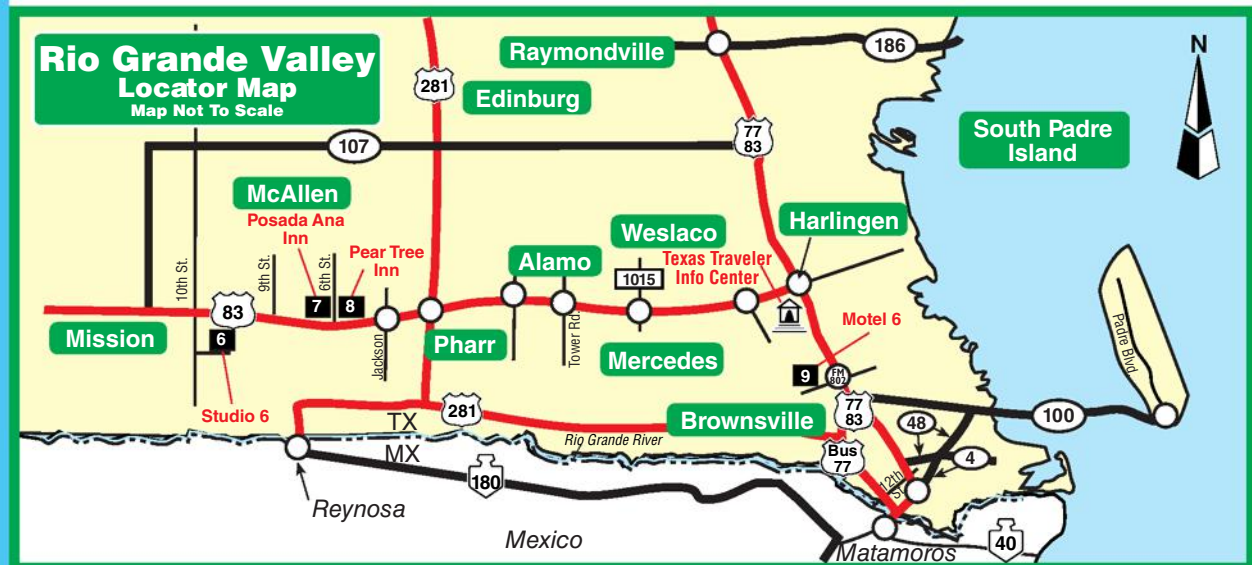 Rio Grande Valley
Locator Map
Map Not To Scale
Raymondville
186
N
281
Edinburg
77
83
South Padre
Island
107
McAllen
Posada Ana
Inn
Pear Tree
Inn
Weslaco
Harlingen
Texas Traveler
Info Center
Alamo
1015
10th St.
9th St.
6th St.
7
8
83
6
Mission
Jackson
Pharr
Tower Rd.
Mercedes
Motel 6
9
FM
802
Padre Blvd
Studio 6
281
TX
MX
Rio Grande River
Brownsville
77
83
100
48
4
Bus
77
12th
St.
180
Reynosa
Mexico
Matamoros
40